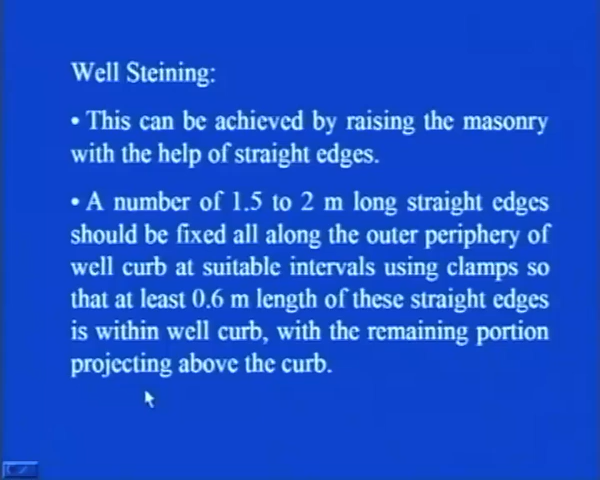 Well Steining:
• This can be achieved by raising the masonry
with the help of straight edges.
• A number of 1.5 to 2 m long straight edges
should be fixed all along the outer periphery of
well curb at suitable intervals using clamps so
that at least 0.6 m length of these straight edges
is within well curb, with the remaining portion
projecting above the curb.